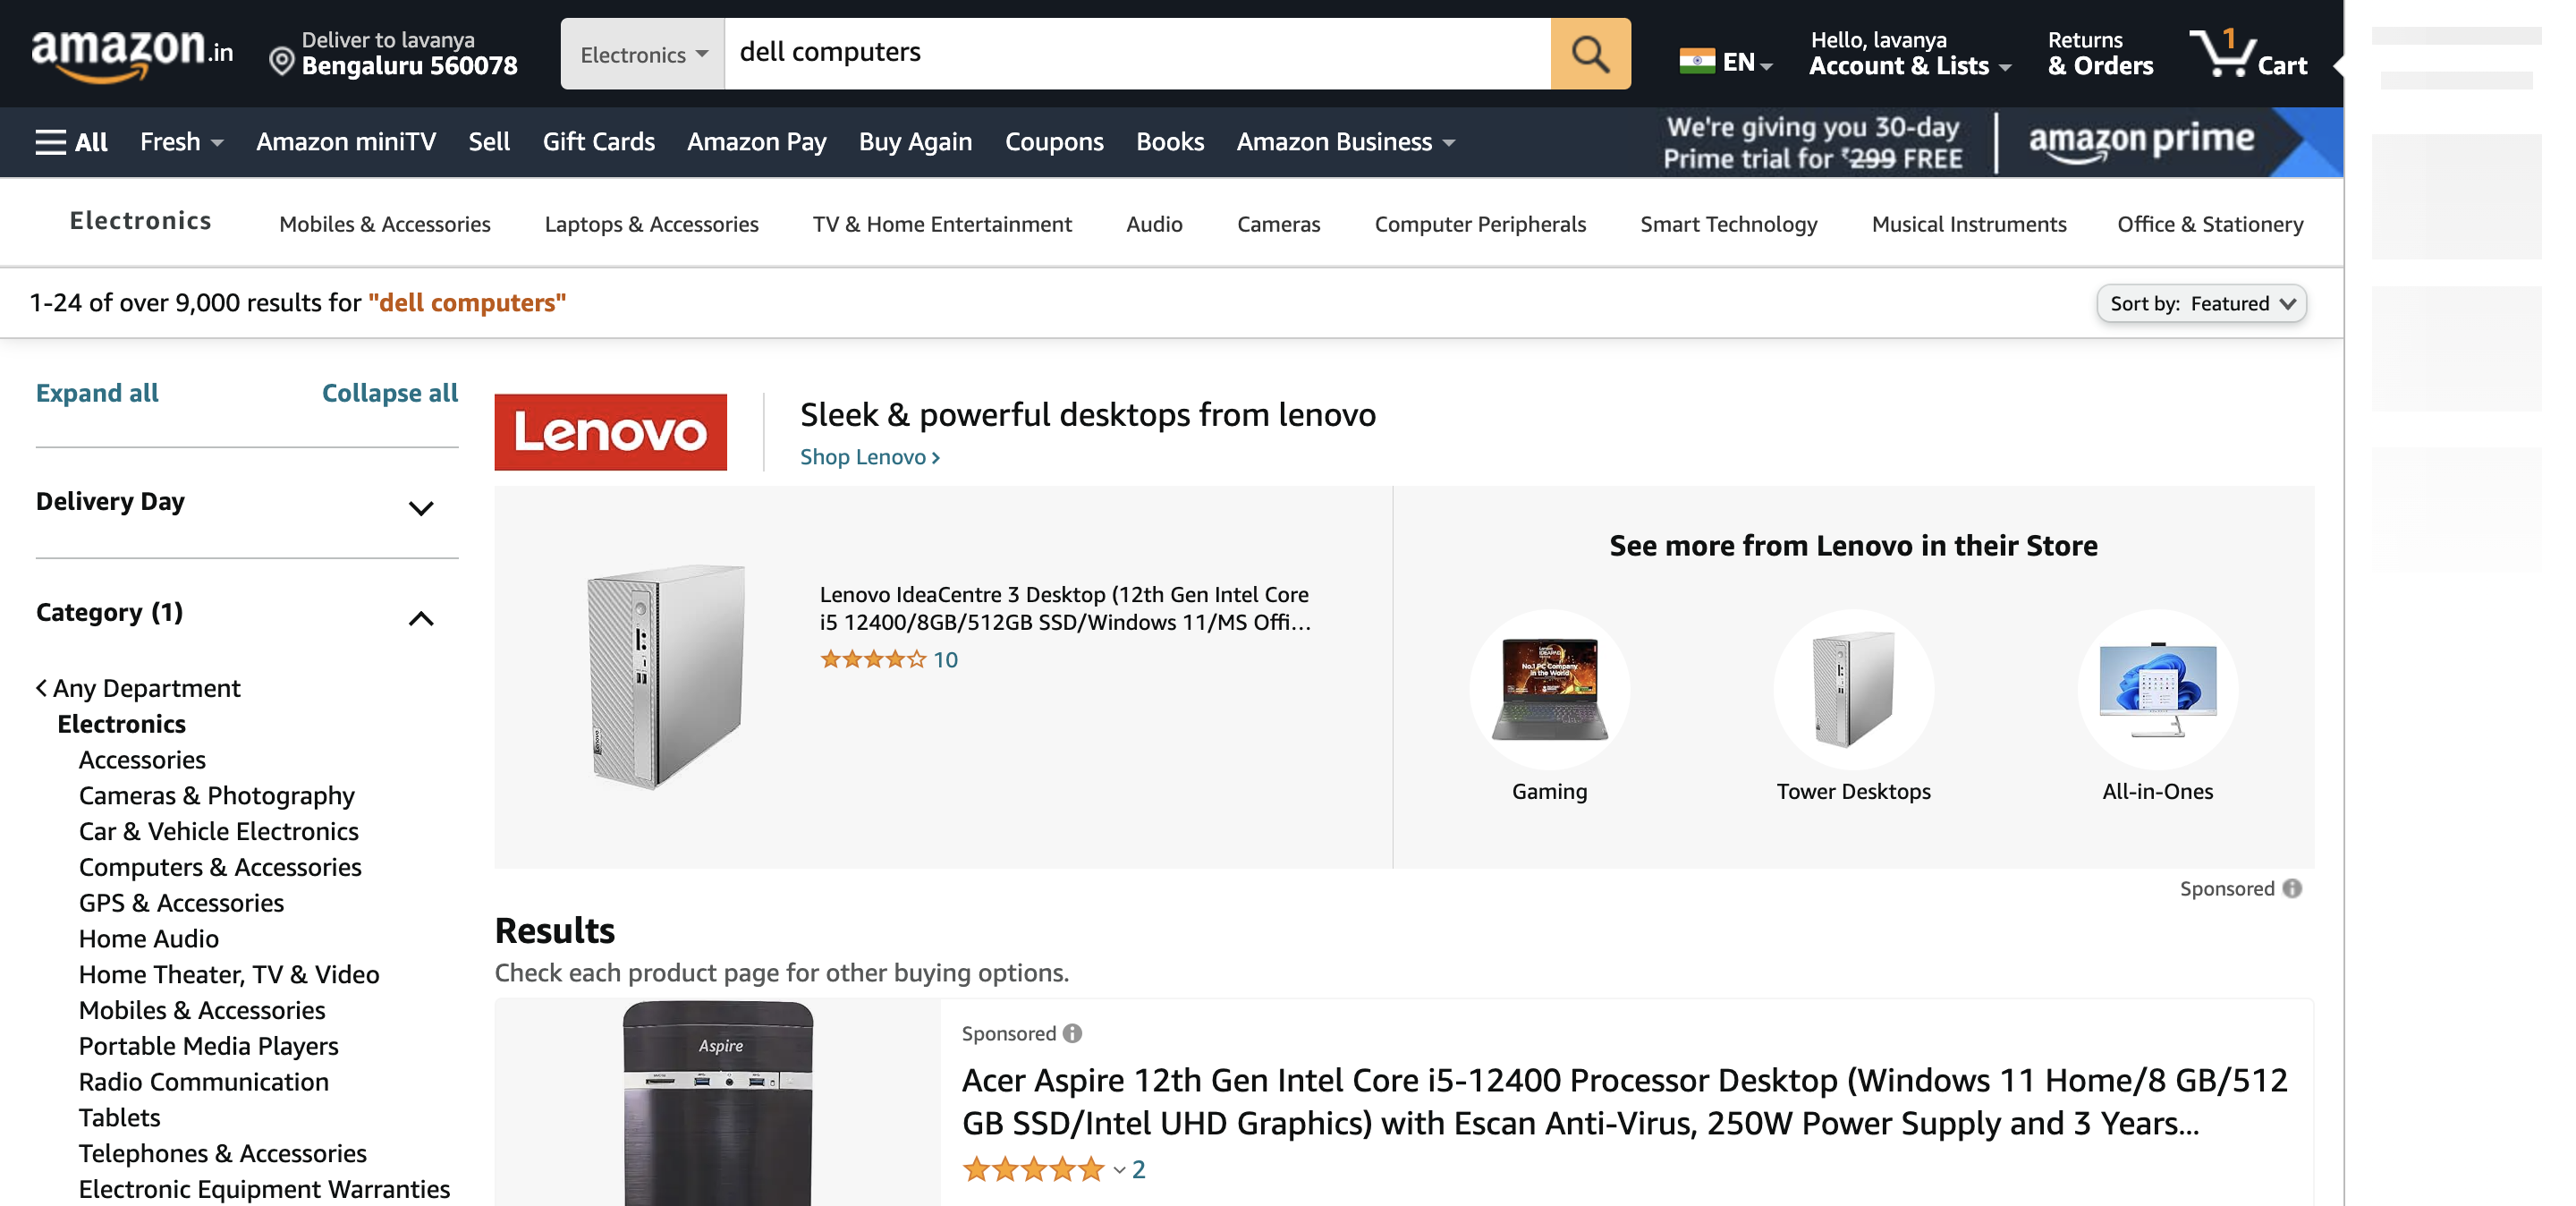 amazon.in
Deliver to lavanya
Bengaluru 560078
Electronics
dell computers
EN
Hello, lavanya
Account & Lists
Returns
& Orders
1
Cart
All
Fresh
Amazon miniTV
Sell
Gift Cards
Amazon Pay
Buy Again
Coupons
Books
Amazon Business
We're giving you 30-day
Prime trial for ₹299 FREE
amazon prime
Electronics
Mobiles & Accessories
Laptops & Accessories
TV & Home Entertainment
Audio
Cameras
Computer Peripherals
Smart Technology
Musical Instruments
Office & Stationery
1-24 of over 9,000 results for "dell computers"
Sort by: Featured
Expand all
Collapse all
Delivery Day
Category (1)
Any Department
Electronics
Accessories
Cameras & Photography
Car & Vehicle Electronics
Computers & Accessories
GPS & Accessories
Home Audio
Home Theater, TV & Video
Mobiles & Accessories
Portable Media Players
Radio Communication
Tablets
Telephones & Accessories
Electronic Equipment Warranties
Lenovo
Sleek & powerful desktops from lenovo
Shop Lenovo ›
Lenovo IdeaCentre 3 Desktop (12th Gen Intel Core
i5 12400/8GB/512GB SSD/Windows 11/MS Offi...
10
Lenovo
See more from Lenovo in their Store
No.1 PC Company
in the World
Gaming
Tower Desktops
All-in-Ones
Sponsored
Results
Check each product page for other buying options.
Aspire
Sponsored
Acer Aspire 12th Gen Intel Core i5-12400 Processor Desktop (Windows 11 Home/8 GB/512
GB SSD/Intel UHD Graphics) with Escan Anti-Virus, 250W Power Supply and 3 Years...
2